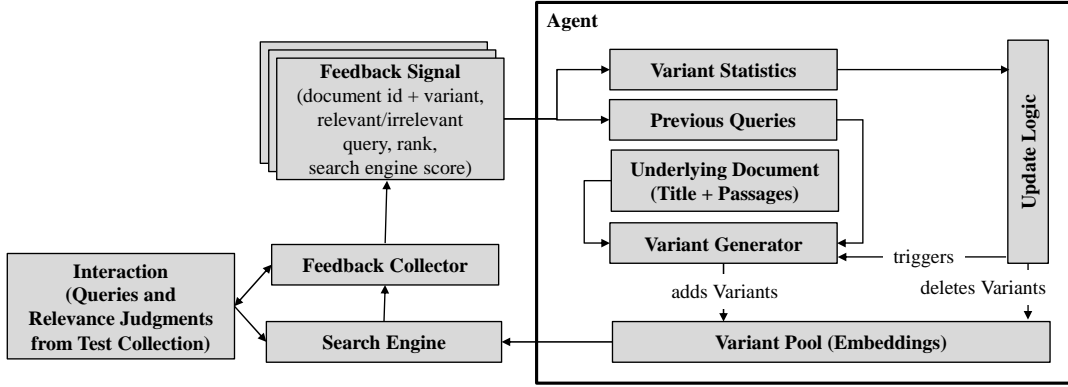 Agent
Feedback Signal
(document id + variant,
relevant/irrelevant
query, rank,
search engine score)
Variant Statistics
Previous Queries
Underlying Document
(Title + Passages)
Variant Generator
Update Logic
triggers
adds Variants
deletes Variants
Interaction
(Queries and
Relevance Judgments
from Test Collection)
Feedback Collector
Search Engine
Variant Pool (Embeddings)